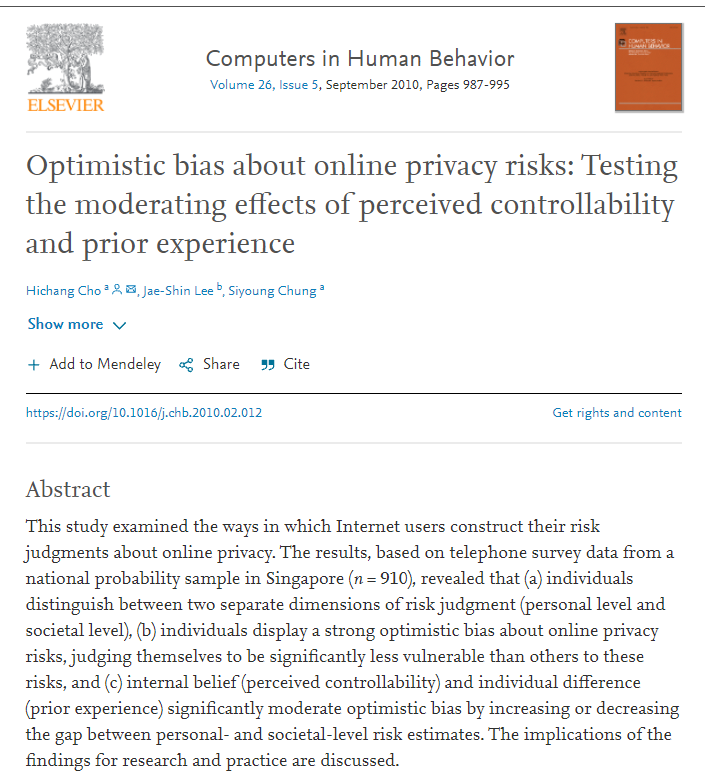 ELSEVIER
Computers in Human Behavior
Volume 26, Issue 5, September 2010, Pages 987-995
COMPUTERS IN
HUMAN BEHAVIOR
Optimistic bias about online privacy risks: Testing
the moderating effects of perceived controllability
and prior experience
Hichang Cho a, Jae-Shin Lee b, Siyoung Chung a
Show more
Add to Mendeley Share Cite
https://doi.org/10.1016/j.chb.2010.02.012 Get rights and content
Abstract
This study examined the ways in which Internet users construct their risk
judgments about online privacy. The results, based on telephone survey data from a
national probability sample in Singapore (n = 910), revealed that (a) individuals
distinguish between two separate dimensions of risk judgment (personal level and
societal level), (b) individuals display a strong optimistic bias about online privacy
risks, judging themselves to be significantly less vulnerable than others to these
risks, and (c) internal belief (perceived controllability) and individual difference
(prior experience) significantly moderate optimistic bias by increasing or decreasing
the gap between personal- and societal-level risk estimates. The implications of the
findings for research and practice are discussed.